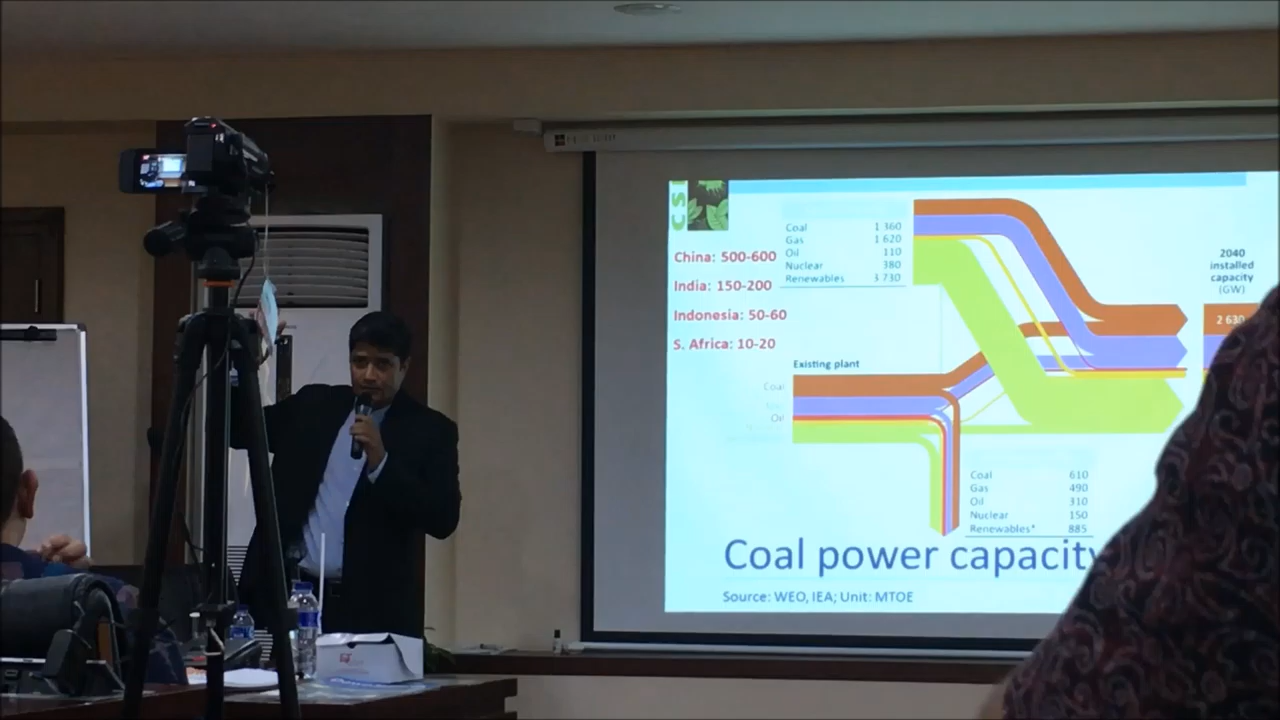 CSE
China: 500-600
India: 150-200
Indonesia: 50-60
S. Africa: 10-20
Coal 1 360
Gas 1 620
Oil 110
Nuclear 380
Renewables 3 730
2040
installed
capacity
(GW)
2 630
Existing plant
Coal
Oil
Coal 610
Gas 490
Oil 310
Nuclear 150
Renewables* 885
Coal power capacity
Source: WEO, IEA; Unit: MTOE